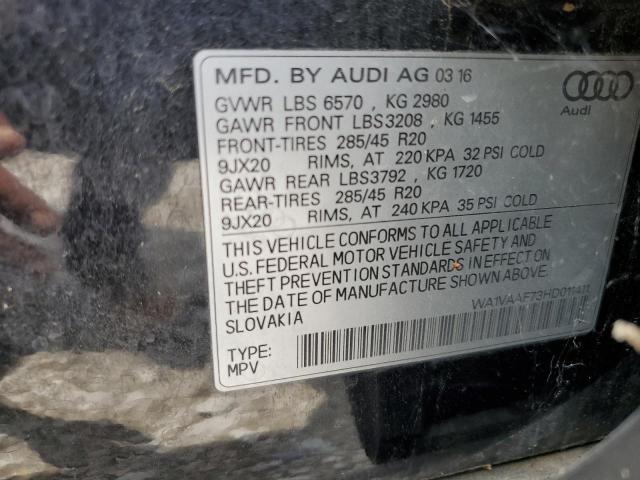 MFD. BY AUDI AG 03 16
GVWR LBS 6570 , KG 2980
GAWR FRONT LBS3208 , KG 1455
FRONT-TIRES 285/45 R20
9JX20 RIMS, AT 220 KPA 32 PSI COLD
GAWR REAR LBS3792 , KG 1720
REAR-TIRES 285/45 R20
9JX20 RIMS, AT 240 KPA 35 PSI COLD
THIS VEHICLE CONFORMS TO ALL APPLICABLE
U.S. FEDERAL MOTOR VEHICLE SAFETY AND
THEFT PREVENTION STANDARDS IN EFFECT ON
THE DATE OF MANUFACTURE SHOWN ABOVE
SLOVAKIA
WA1VAAF73HD011411
TYPE:
MPV
Audi